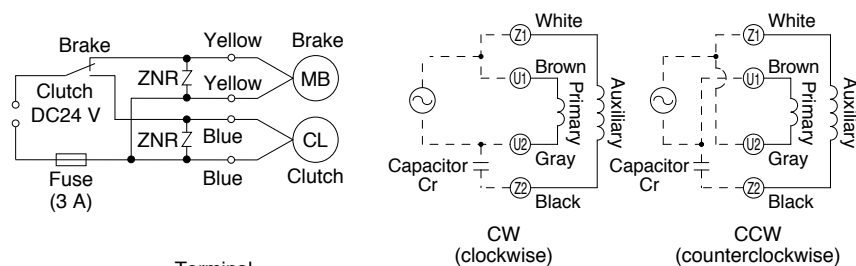 Brake
Clutch
DC24 V
Fuse
(3 A)
ZNR
ZNR
Yellow
Yellow
Blue
Blue
Brake
MB
CL
Clutch
White
Z1
Brown
U1
Primary
Auxiliary
U2
Gray
Capacitor
Cr
Z2
Black
CW
(clockwise)
White
Z1
Brown
U1
Primary
Auxiliary
U2
Gray
Capacitor
Cr
Z2
Black
CCW
(counterclockwise)